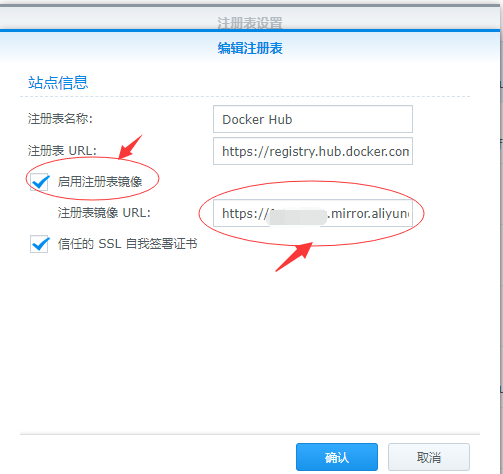 注册表设置
编辑注册表
站点信息
注册表名称: Docker Hub
注册表 URL: https://registry.hub.docker.com
启用注册表镜像
注册表镜像 URL: https:// .mirror.aliyun
信任的 SSL 自我签署证书
确认 取消